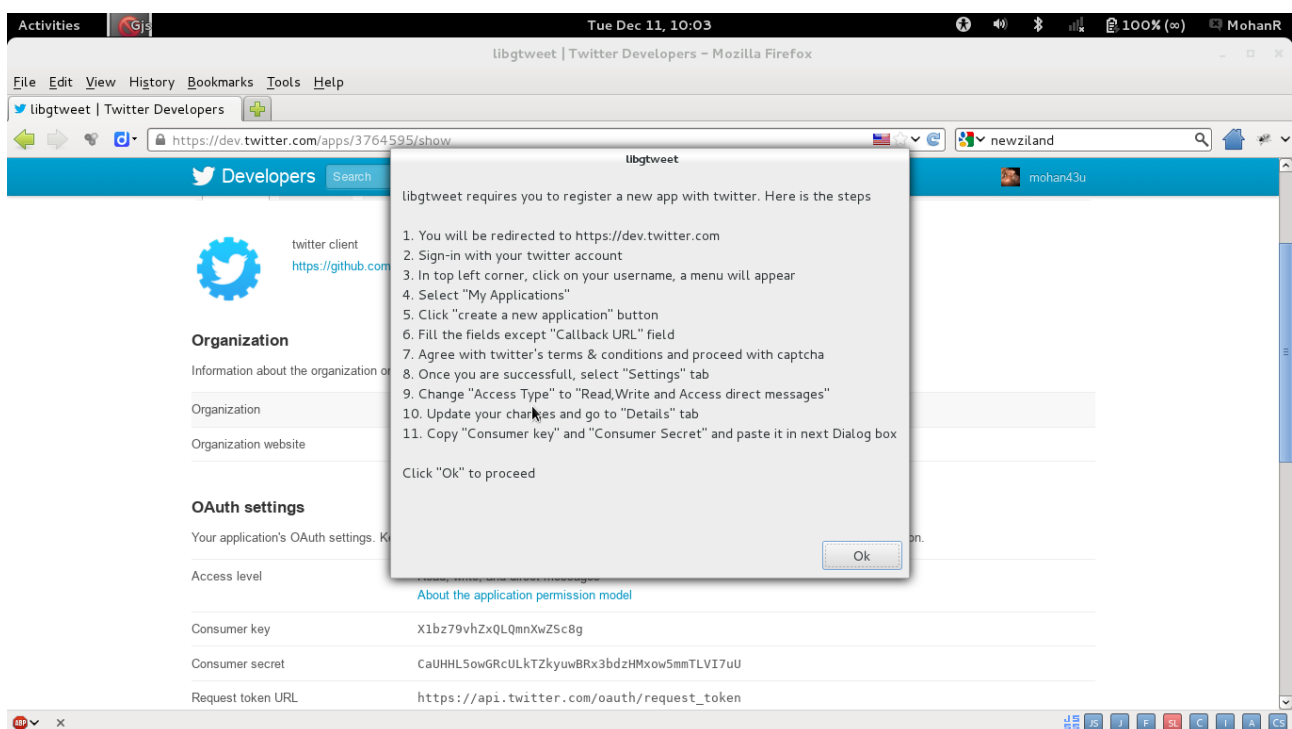 Activities Gjs Tue Dec 11, 10:03 100% (∞) MohanR
libgtweet | Twitter Developers – Mozilla Firefox
File Edit View History Bookmarks Tools Help
libgtweet | Twitter Developers
https://dev.twitter.com/apps/3764595/show newziland
Developers Search mohan43u
libgtweet
libgtweet requires you to register a new app with twitter. Here is the steps
1. You will be redirected to https://dev.twitter.com
2. Sign-in with your twitter account
3. In top left corner, click on your username, a menu will appear
4. Select "My Applications"
5. Click "create a new application" button
6. Fill the fields except "Callback URL" field
7. Agree with twitter's terms & conditions and proceed with captcha
8. Once you are successfull, select "Settings" tab
9. Change "Access Type" to "Read,Write and Access direct messages"
10. Update your changes and go to "Details" tab
11. Copy "Consumer key" and "Consumer Secret" and paste it in next Dialog box
Click "Ok" to proceed
Ok
twitter client
https://github.com
Organization
Information about the organization
Organization
Organization website
OAuth settings
Your application's OAuth settings.
Access level
About the application permission model
Consumer key X1bz79vhZxQLQmnXwZSc8g
Consumer secret CaUHHL5owGRcULkTZkyuwBRx3bdzHMxow5mmTLVI7uU
Request token URL https://api.twitter.com/oauth/request_token
ABP JS JS J F SL C I A CS